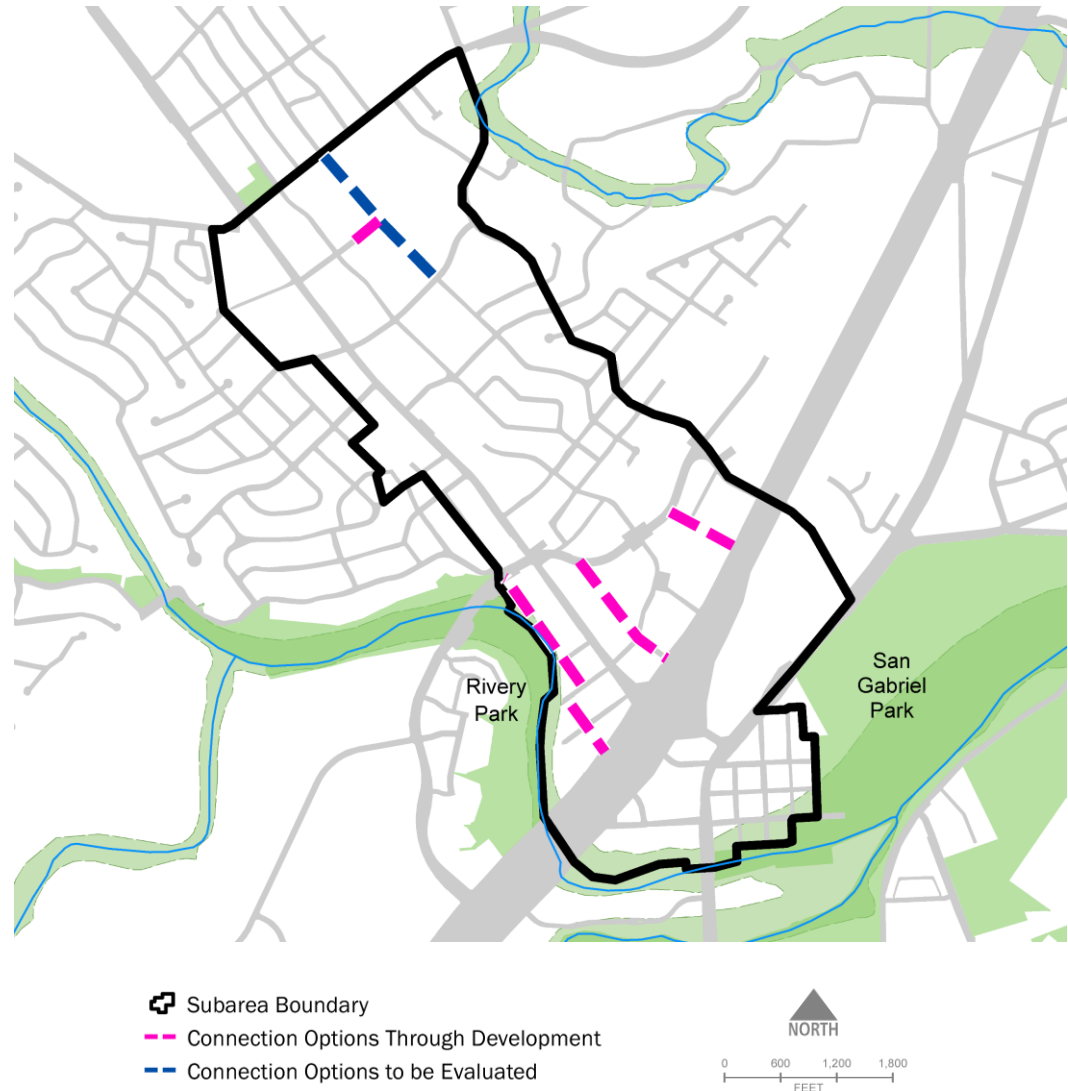 Rivery
Park
San
Gabriel
Park
Subarea Boundary
Connection Options Through Development
Connection Options to be Evaluated
NORTH
0 600 1,200 1,800
FEET